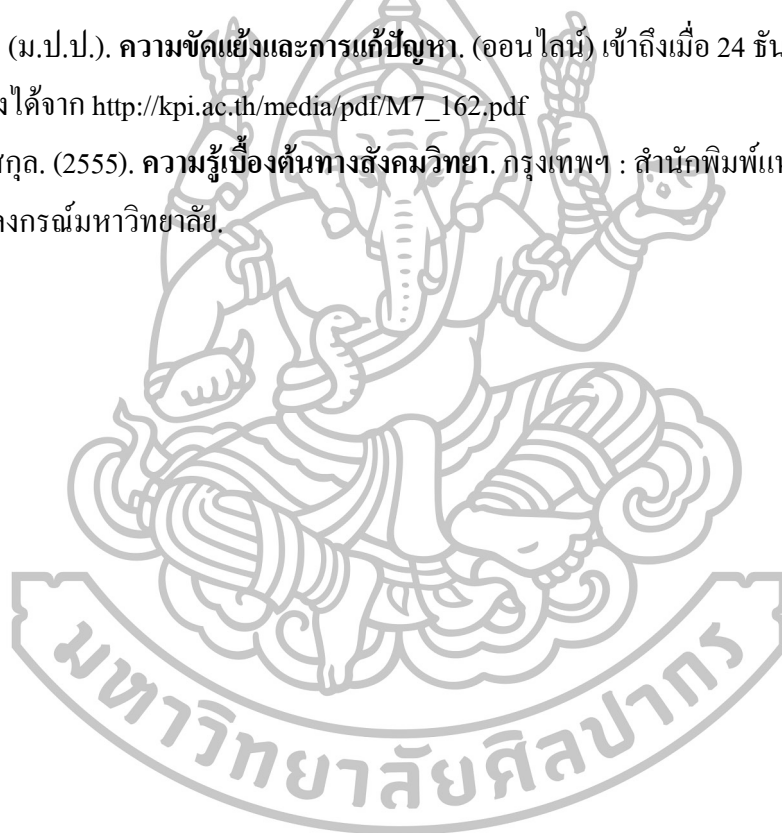 (ม.ป.ป.). ความขัดแย้งและการแก้ปัญหา. (ออนไลน์) เข้าถึงเมื่อ 24
ได้จาก http://kpi.ac.th/media/pdf/M7_162.pdf
สกุล. (2555). ความรู้เบื้องต้นทางสังคมวิทยา. กรุงเทพฯ : สำนักพิมพ์
งกรณ์มหาวิทยาลัย.
มหาวิทยาลัยศิลปากร